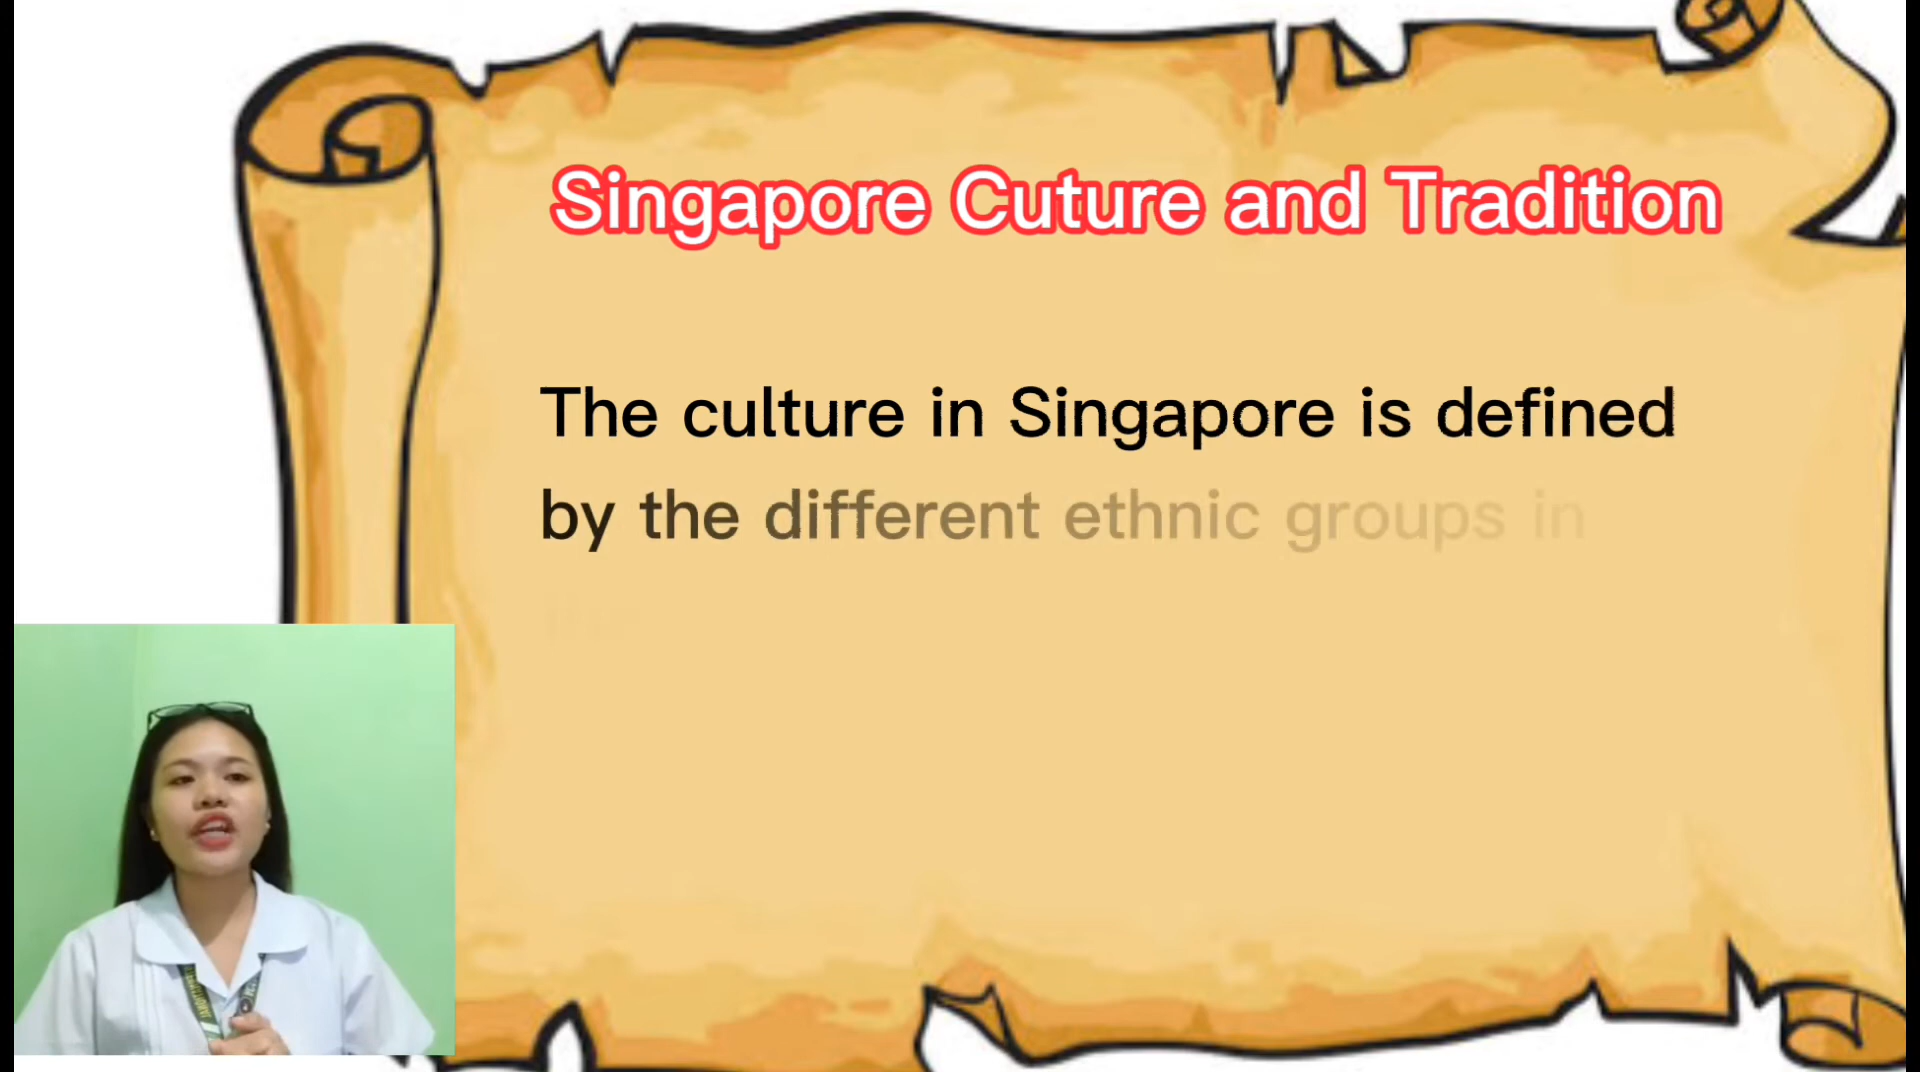 Singapore Cuture and Tradition
The culture in Singapore is defined
by the different ethnic groups in